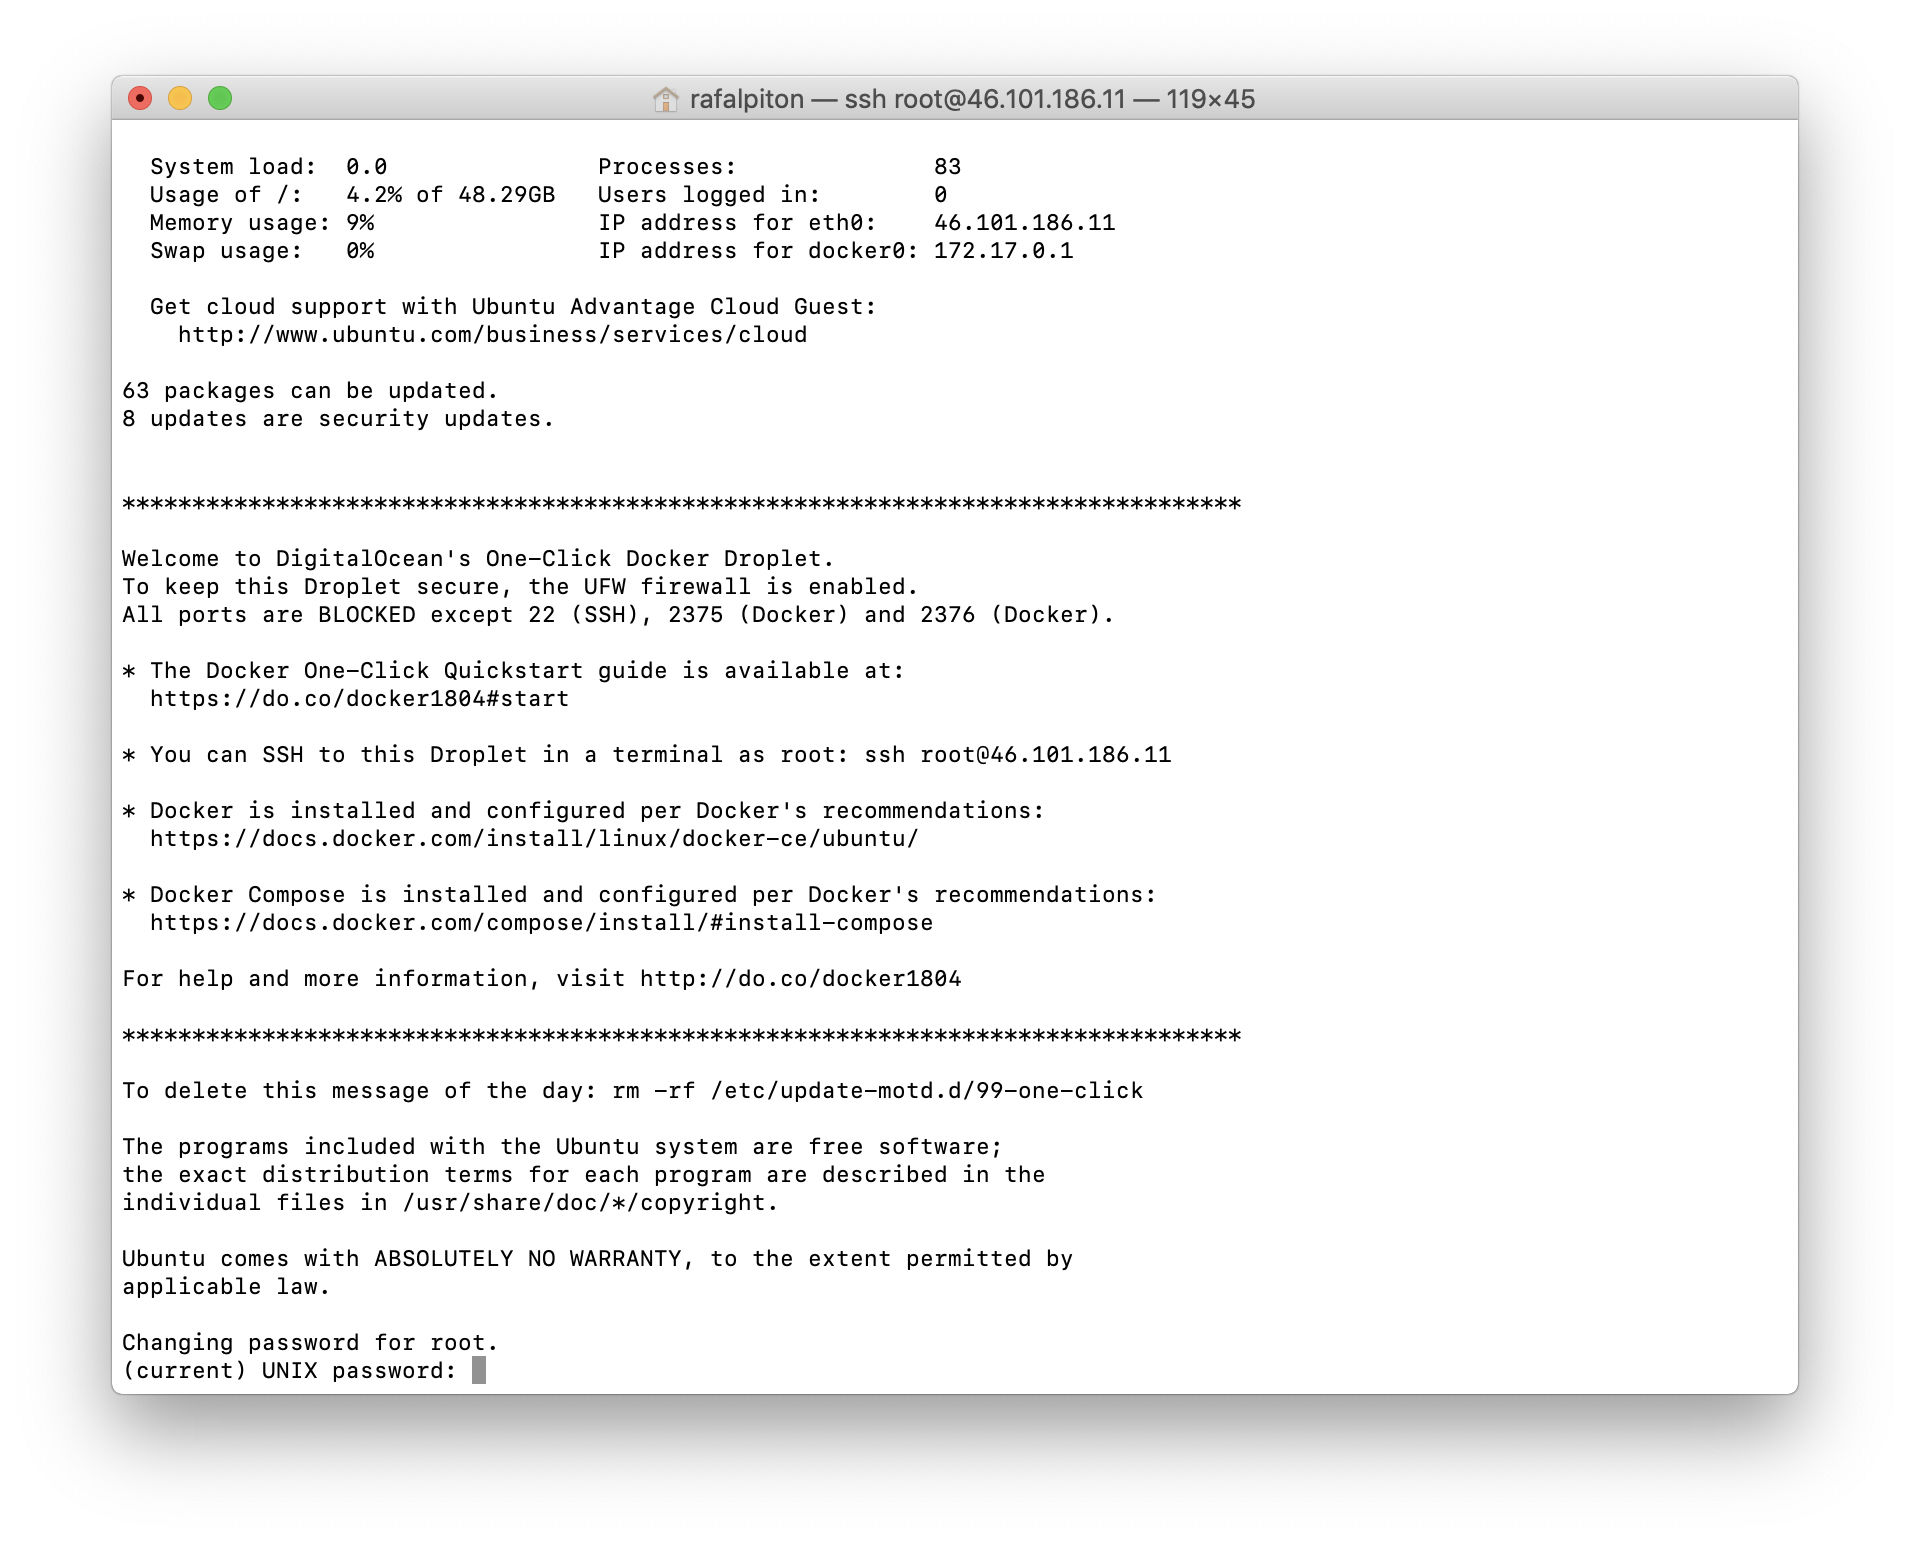 rafalpiton — ssh root@46.101.186.11 — 119×45
System load:  0.0               Processes:              83
Usage of /:   4.2% of 48.29GB   Users logged in:        0
Memory usage: 9%                IP address for eth0:    46.101.186.11
Swap usage:   0%                IP address for docker0: 172.17.0.1
Get cloud support with Ubuntu Advantage Cloud Guest:
http://www.ubuntu.com/business/services/cloud
63 packages can be updated.
8 updates are security updates.
********************************************************************************
Welcome to DigitalOcean's One-Click Docker Droplet.
To keep this Droplet secure, the UFW firewall is enabled.
All ports are BLOCKED except 22 (SSH), 2375 (Docker) and 2376 (Docker).
* The Docker One-Click Quickstart guide is available at:
https://do.co/docker1804#start
* You can SSH to this Droplet in a terminal as root: ssh root@46.101.186.11
* Docker is installed and configured per Docker's recommendations:
https://docs.docker.com/install/linux/docker-ce/ubuntu/
* Docker Compose is installed and configured per Docker's recommendations:
https://docs.docker.com/compose/install/#install-compose
For help and more information, visit http://do.co/docker1804
********************************************************************************
To delete this message of the day: rm -rf /etc/update-motd.d/99-one-click
The programs included with the Ubuntu system are free software;
the exact distribution terms for each program are described in the
individual files in /usr/share/doc/*/copyright.
Ubuntu comes with ABSOLUTELY NO WARRANTY, to the extent permitted by
applicable law.
Changing password for root.
(current) UNIX password: